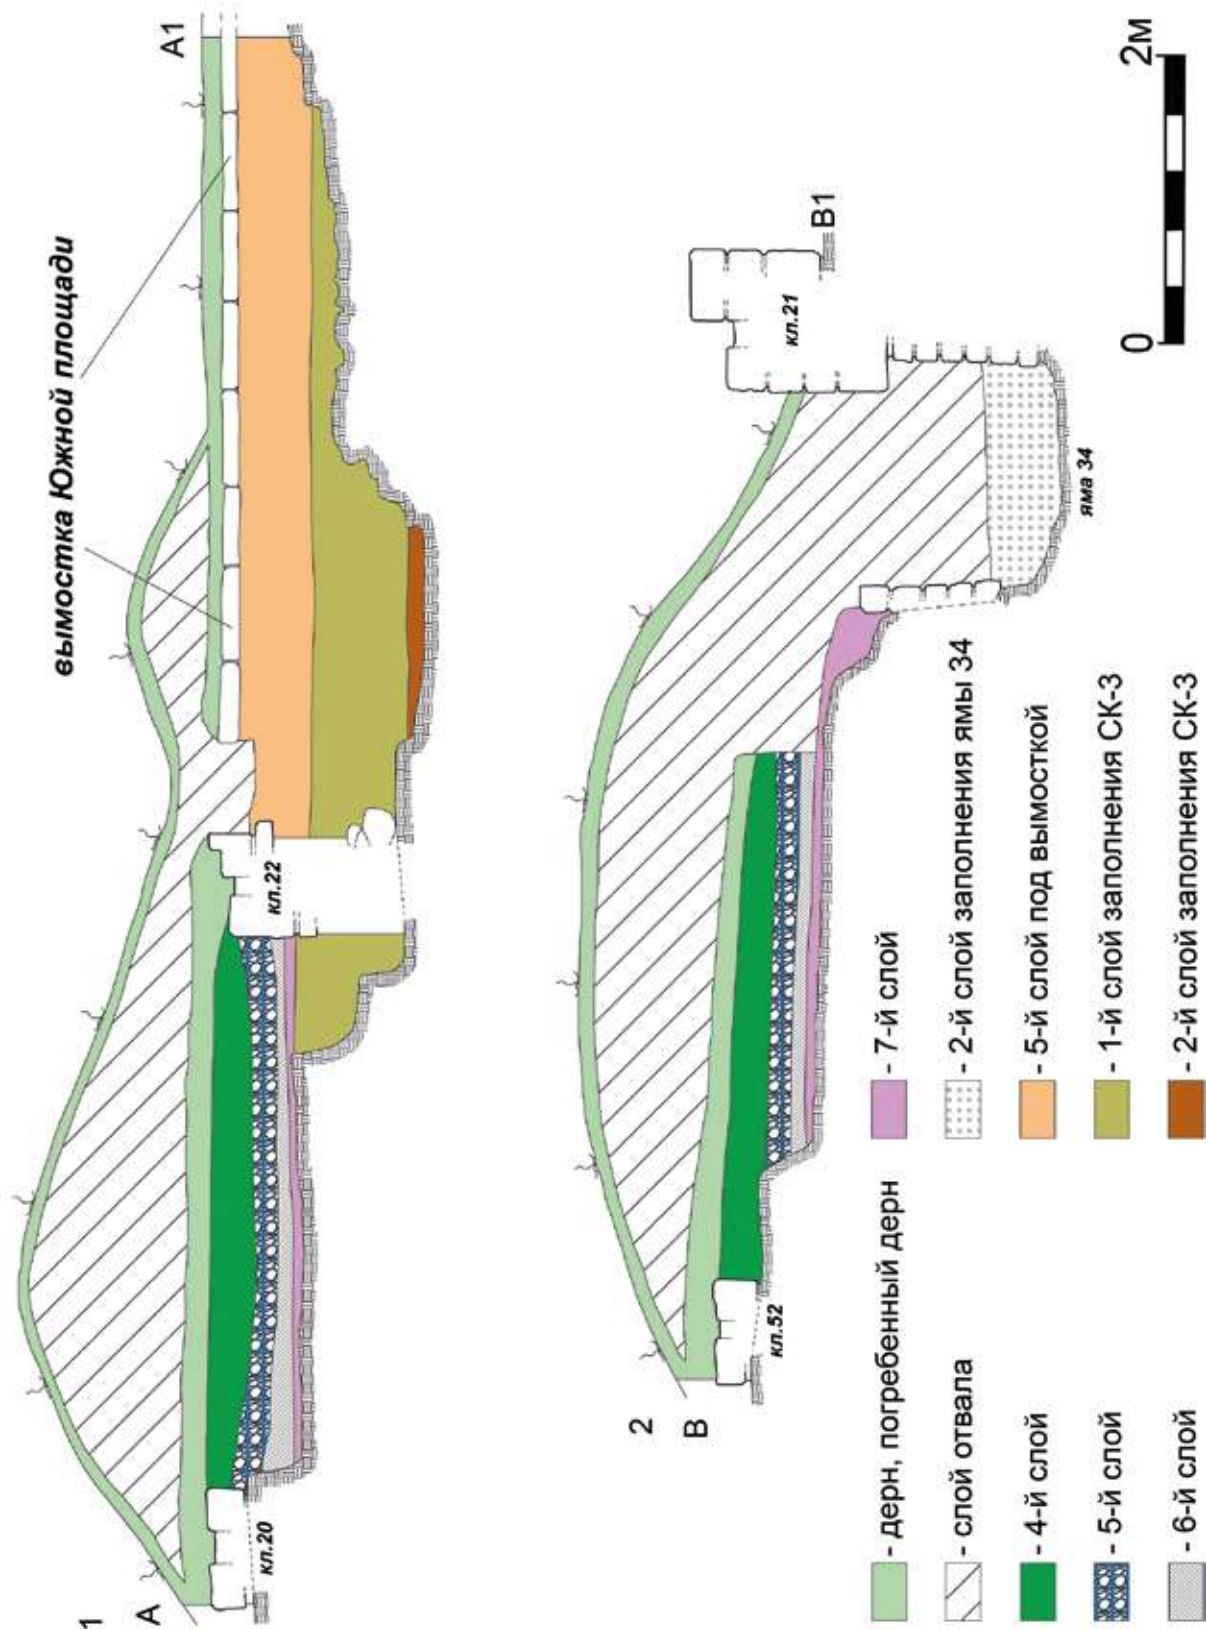 1
А
А1
вымостка Южной площади
кл.20
кл.22
2
В
В1
кл.52
кл.21
яма 34
- дерн, погребенный дерн
- слой отвала
- 4-й слой
- 5-й слой
- 6-й слой
- 7-й слой
- 2-й слой заполнения ямы 34
- 5-й слой под вымосткой
- 1-й слой заполнения СК-3
- 2-й слой заполнения СК-3
0
2м